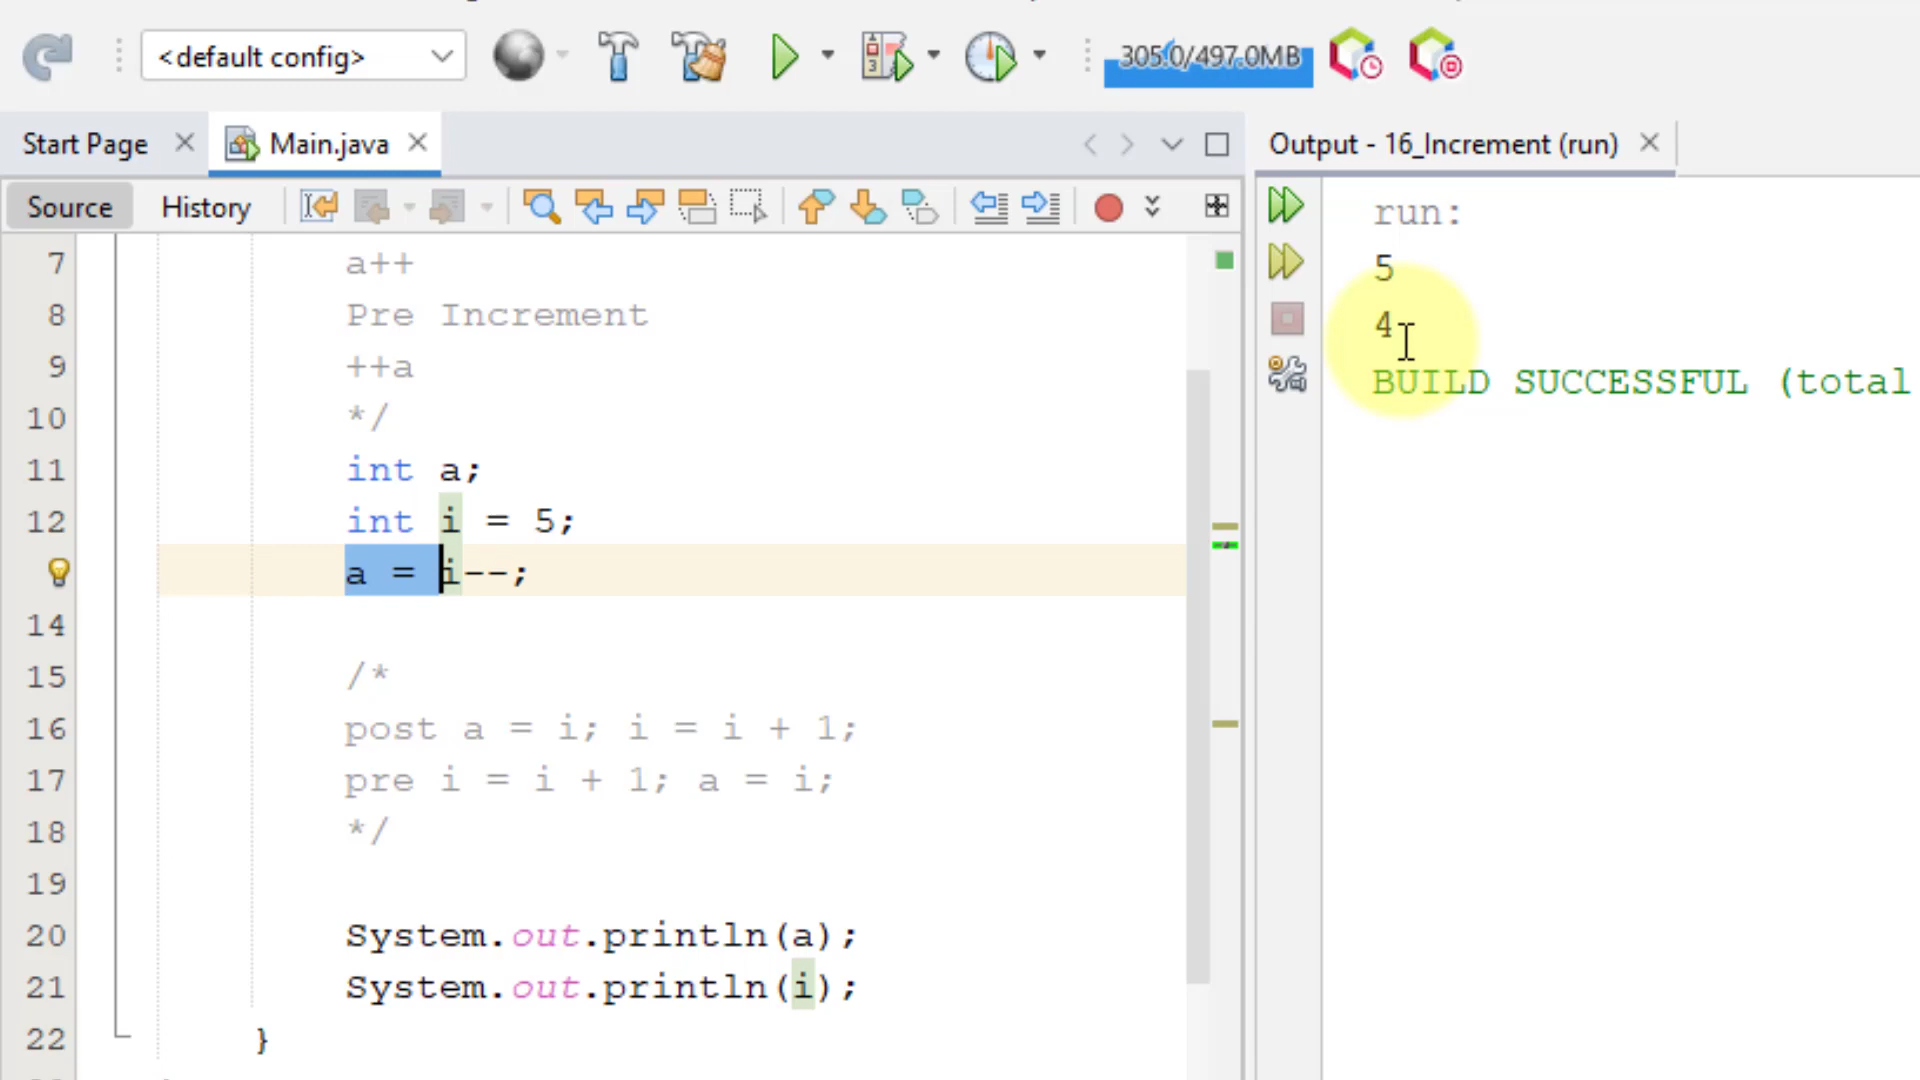 <default config>
305.0/497.0MB
Start Page
Main.java
Output - 16_Increment (run)
Source
History
7 a++
8 Pre Increment
9 ++a
10 */
11 int a;
12 int i = 5;
a = i--;
14
15 /*
16 post a = i; i = i + 1;
17 pre i = i + 1; a = i;
18 */
19
20 System.out.println(a);
21 System.out.println(i);
22 }
run:
5
4
BUILD SUCCESSFUL (total